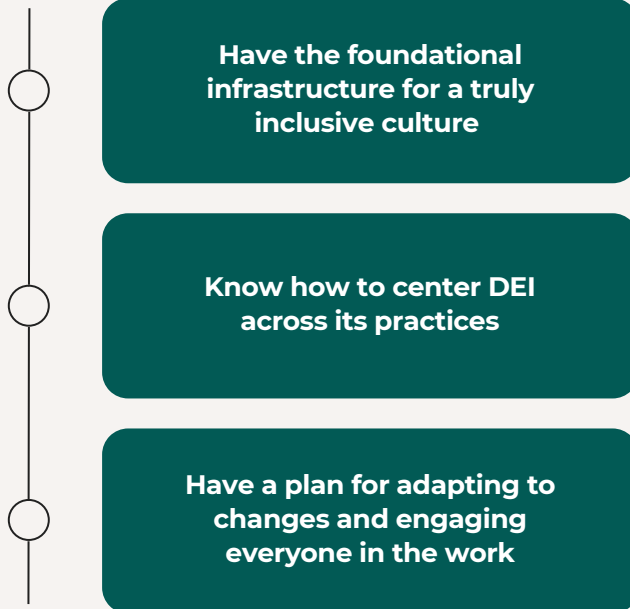 Have the foundational
infrastructure for a truly
inclusive culture
Know how to center DEI
across its practices
Have a plan for adapting to
changes and engaging
everyone in the work